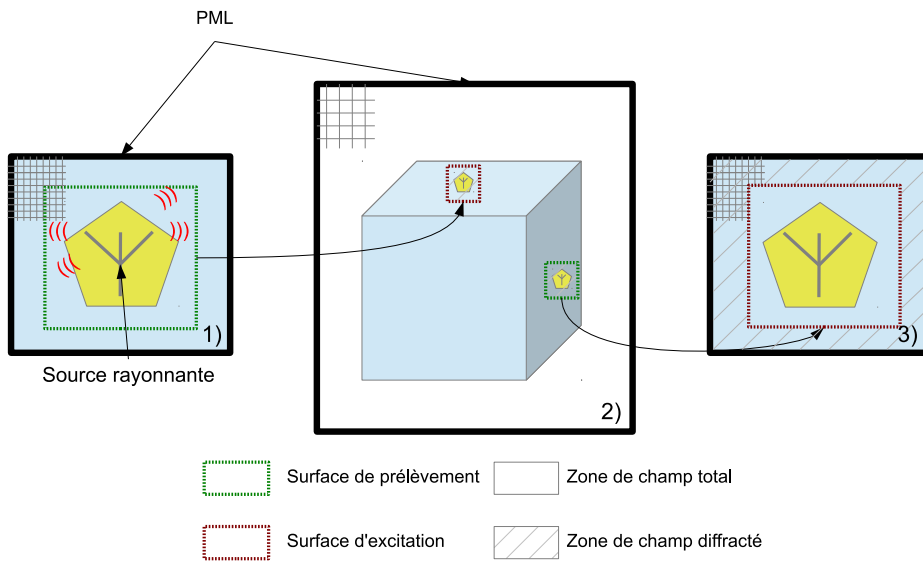 PML
1)
Source rayonnante
2)
3)
Surface de prélèvement
Zone de champ total
Surface d'excitation
Zone de champ diffracté